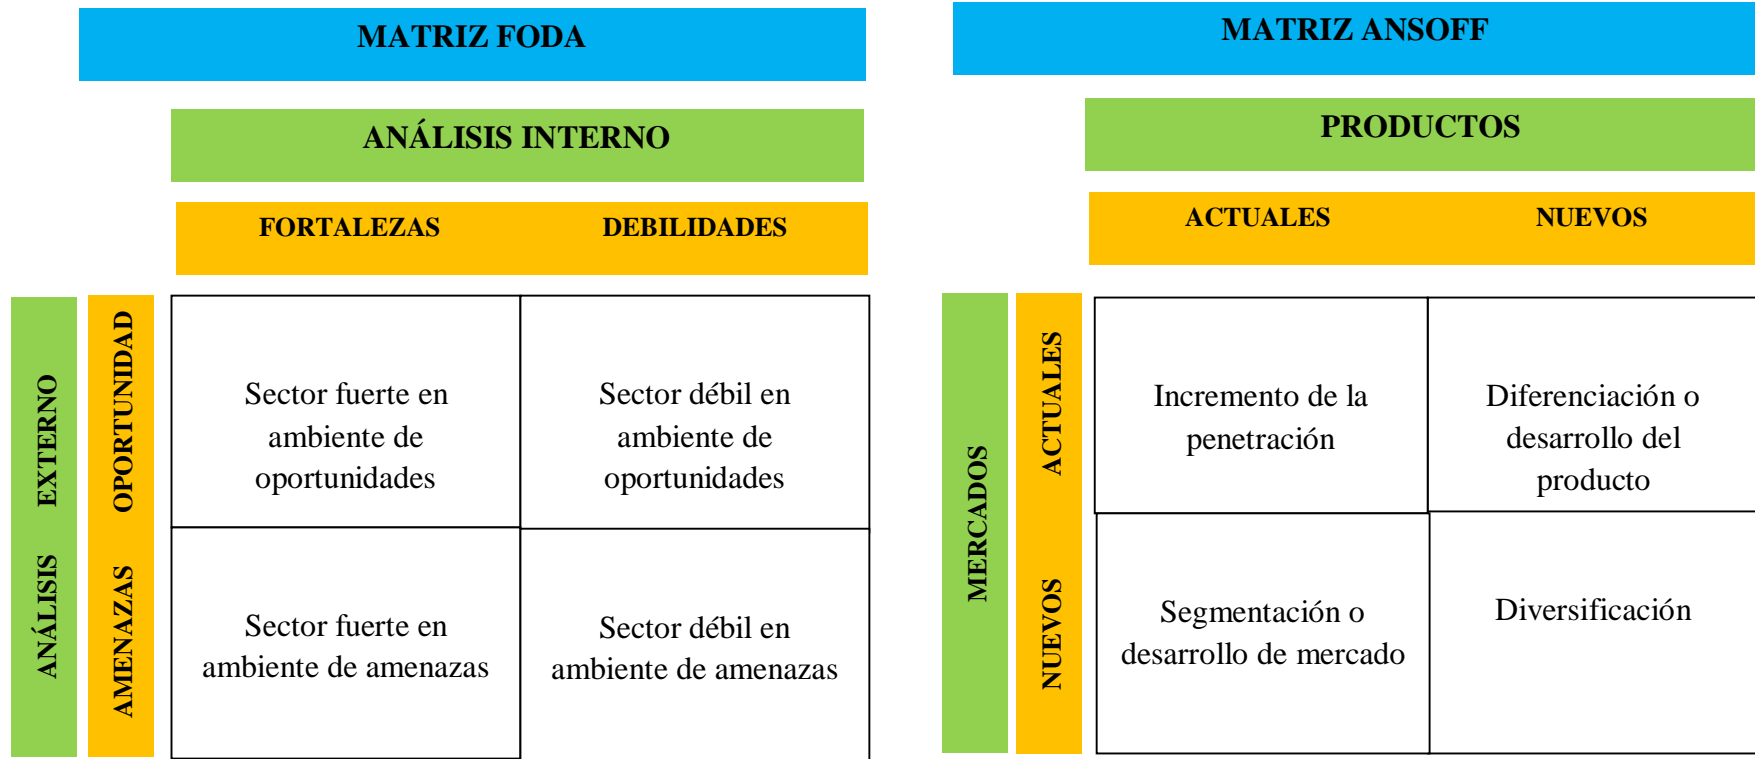 MATRIZ FODA
ANÁLISIS INTERNO
FORTALEZAS
DEBILIDADES
ANÁLISIS EXTERNO
OPORTUNIDAD
AMENAZAS
Sector fuerte en
ambiente de
oportunidades
Sector débil en
ambiente de
oportunidades
Sector fuerte en
ambiente de amenazas
Sector débil en
ambiente de amenazas
MATRIZ ANSOFF
PRODUCTOS
ACTUALES
NUEVOS
MERCADOS
ACTUALES
NUEVOS
Incremento de la
penetración
Diferenciación o
desarrollo del
producto
Segmentación o
desarrollo de mercado
Diversificación